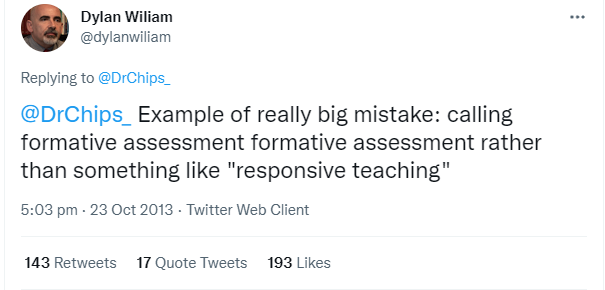 Dylan Wiliam
@dylanwiliam
Replying to @DrChips_
@DrChips_ Example of really big mistake: calling
formative assessment formative assessment rather
than something like "responsive teaching"
5:03 pm · 23 Oct 2013 · Twitter Web Client
143 Retweets 17 Quote Tweets 193 Likes